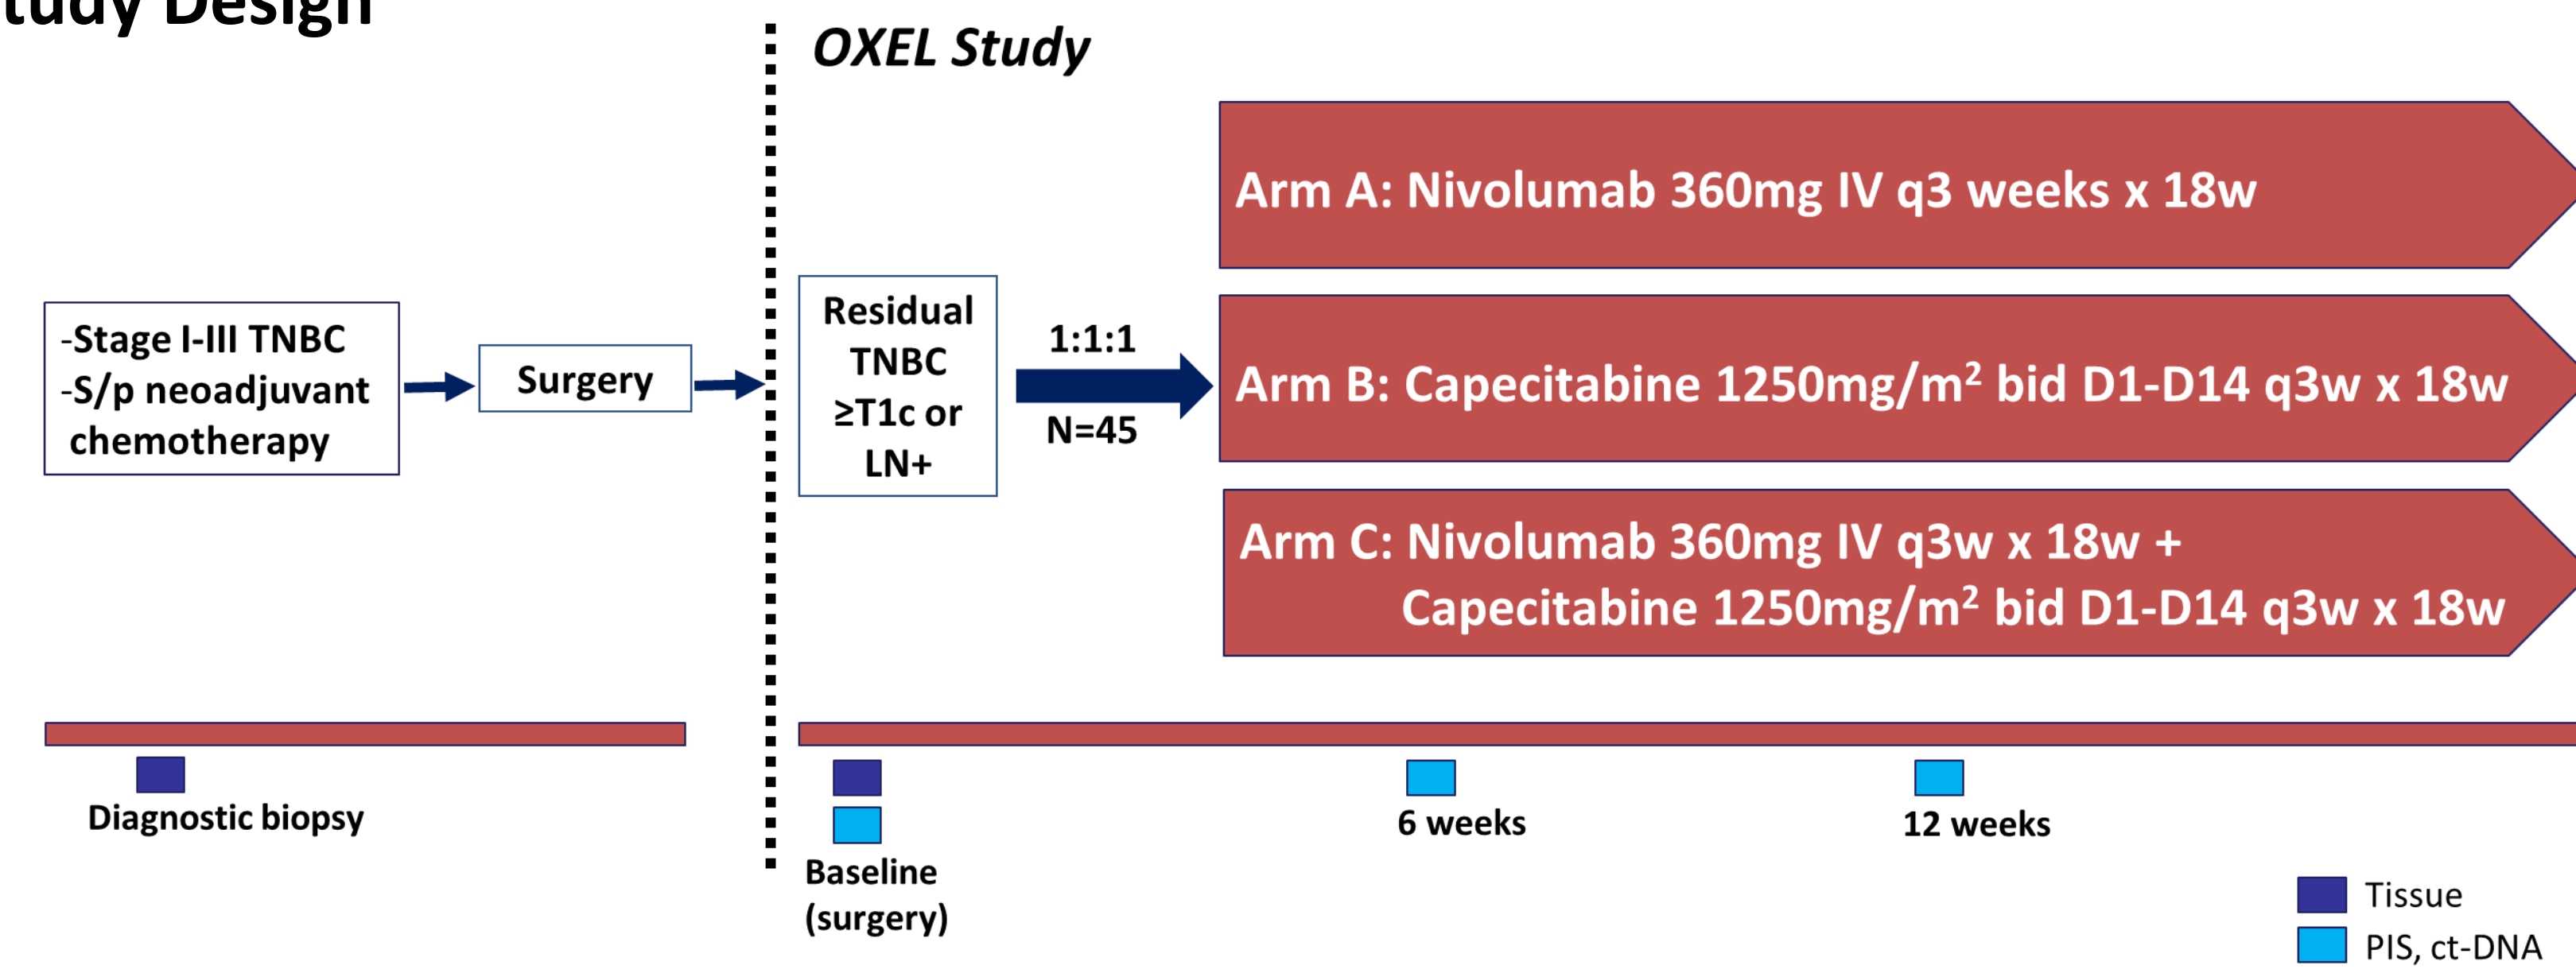 tudy Design
OXEL Study
-Stage I-III TNBC
-S/p neoadjuvant
chemotherapy
Surgery
Residual
TNBC
≥T1c or
LN+
1:1:1
N=45
Arm A: Nivolumab 360mg IV q3 weeks x 18w
Arm B: Capecitabine 1250mg/m² bid D1-D14 q3w x 18w
Arm C: Nivolumab 360mg IV q3w x 18w +
Capecitabine 1250mg/m² bid D1-D14 q3w x 18w
Diagnostic biopsy
Baseline
(surgery)
6 weeks
12 weeks
Tissue
PIS, ct-DNA